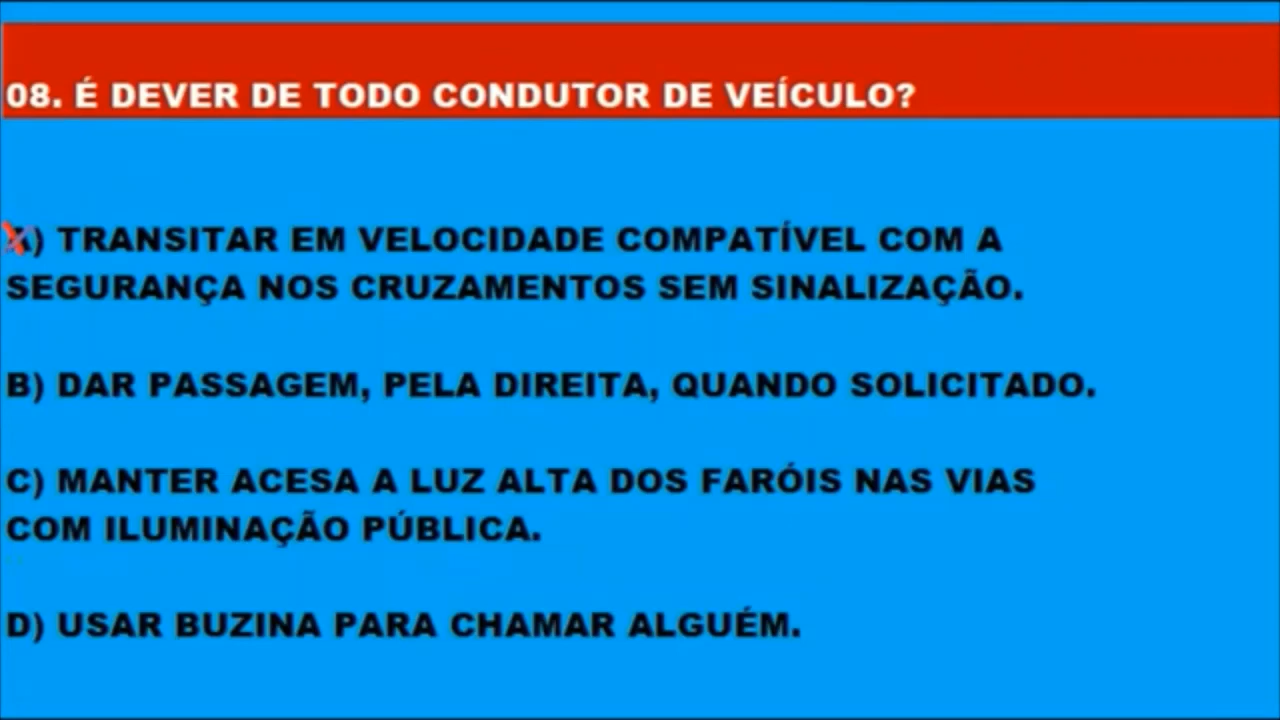 08. É DEVER DE TODO CONDUTOR DE VEÍCULO?
A) TRANSITAR EM VELOCIDADE COMPATÍVEL COM A
SEGURANÇA NOS CRUZAMENTOS SEM SINALIZAÇÃO.
B) DAR PASSAGEM, PELA DIREITA, QUANDO SOLICITADO.
C) MANTER ACESA A LUZ ALTA DOS FARÓIS NAS VIAS
COM ILUMINAÇÃO PÚBLICA.
D) USAR BUZINA PARA CHAMAR ALGUÉM.